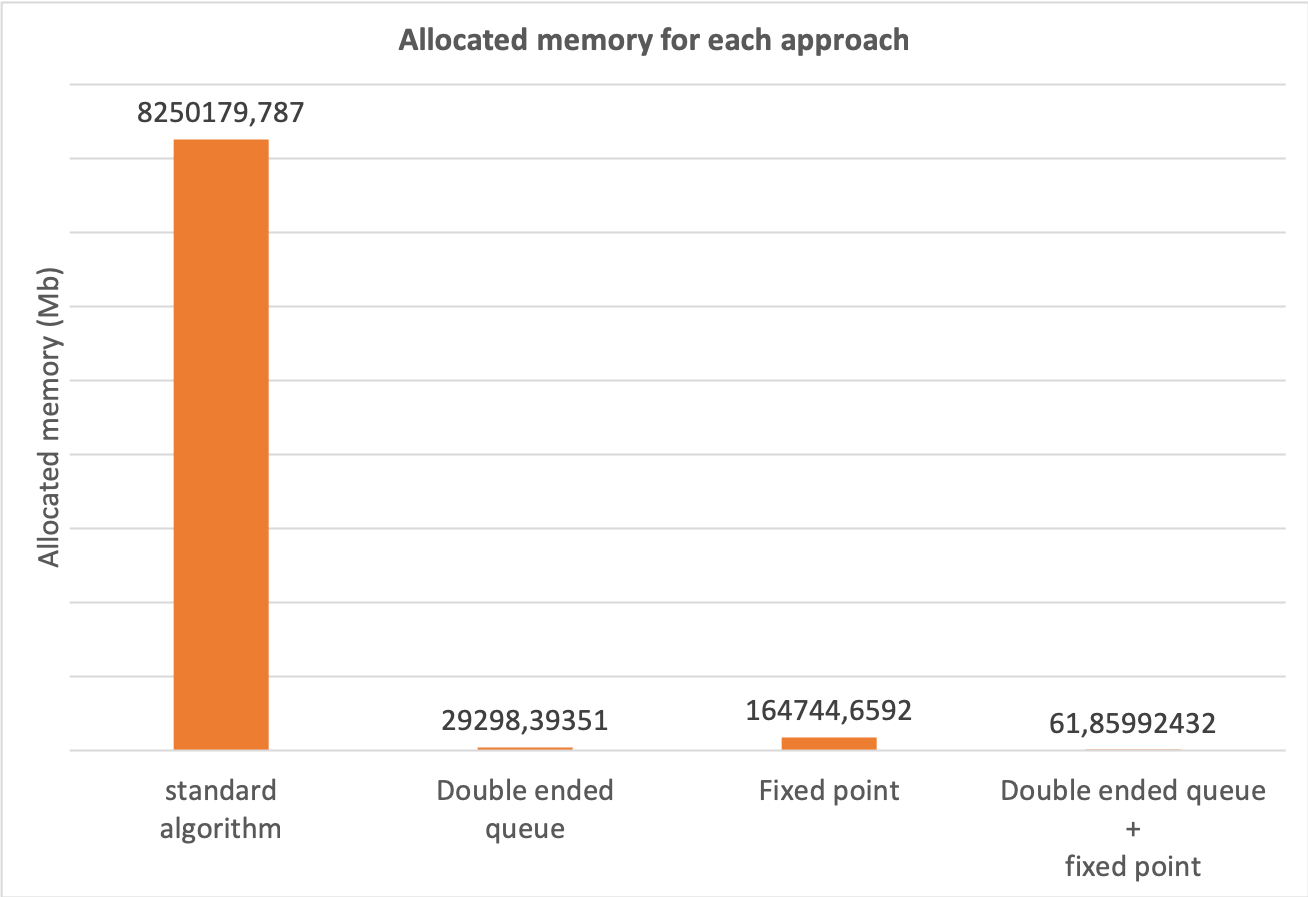 Allocated memory for each approach
8250179,787
29298,39351
164744,6592
61,85992432
Allocated memory (Mb)
standard
algorithm
Double ended
queue
Fixed point
Double ended queue
+
fixed point